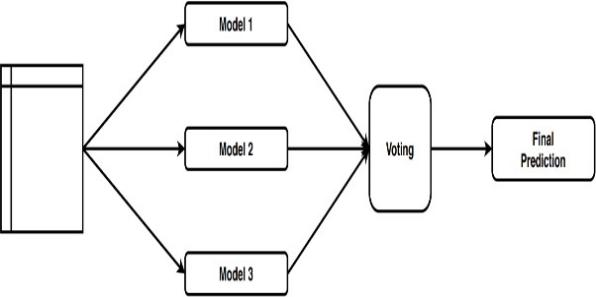 Model 1
Model 2
Voting
Final
Prediction
Model 3